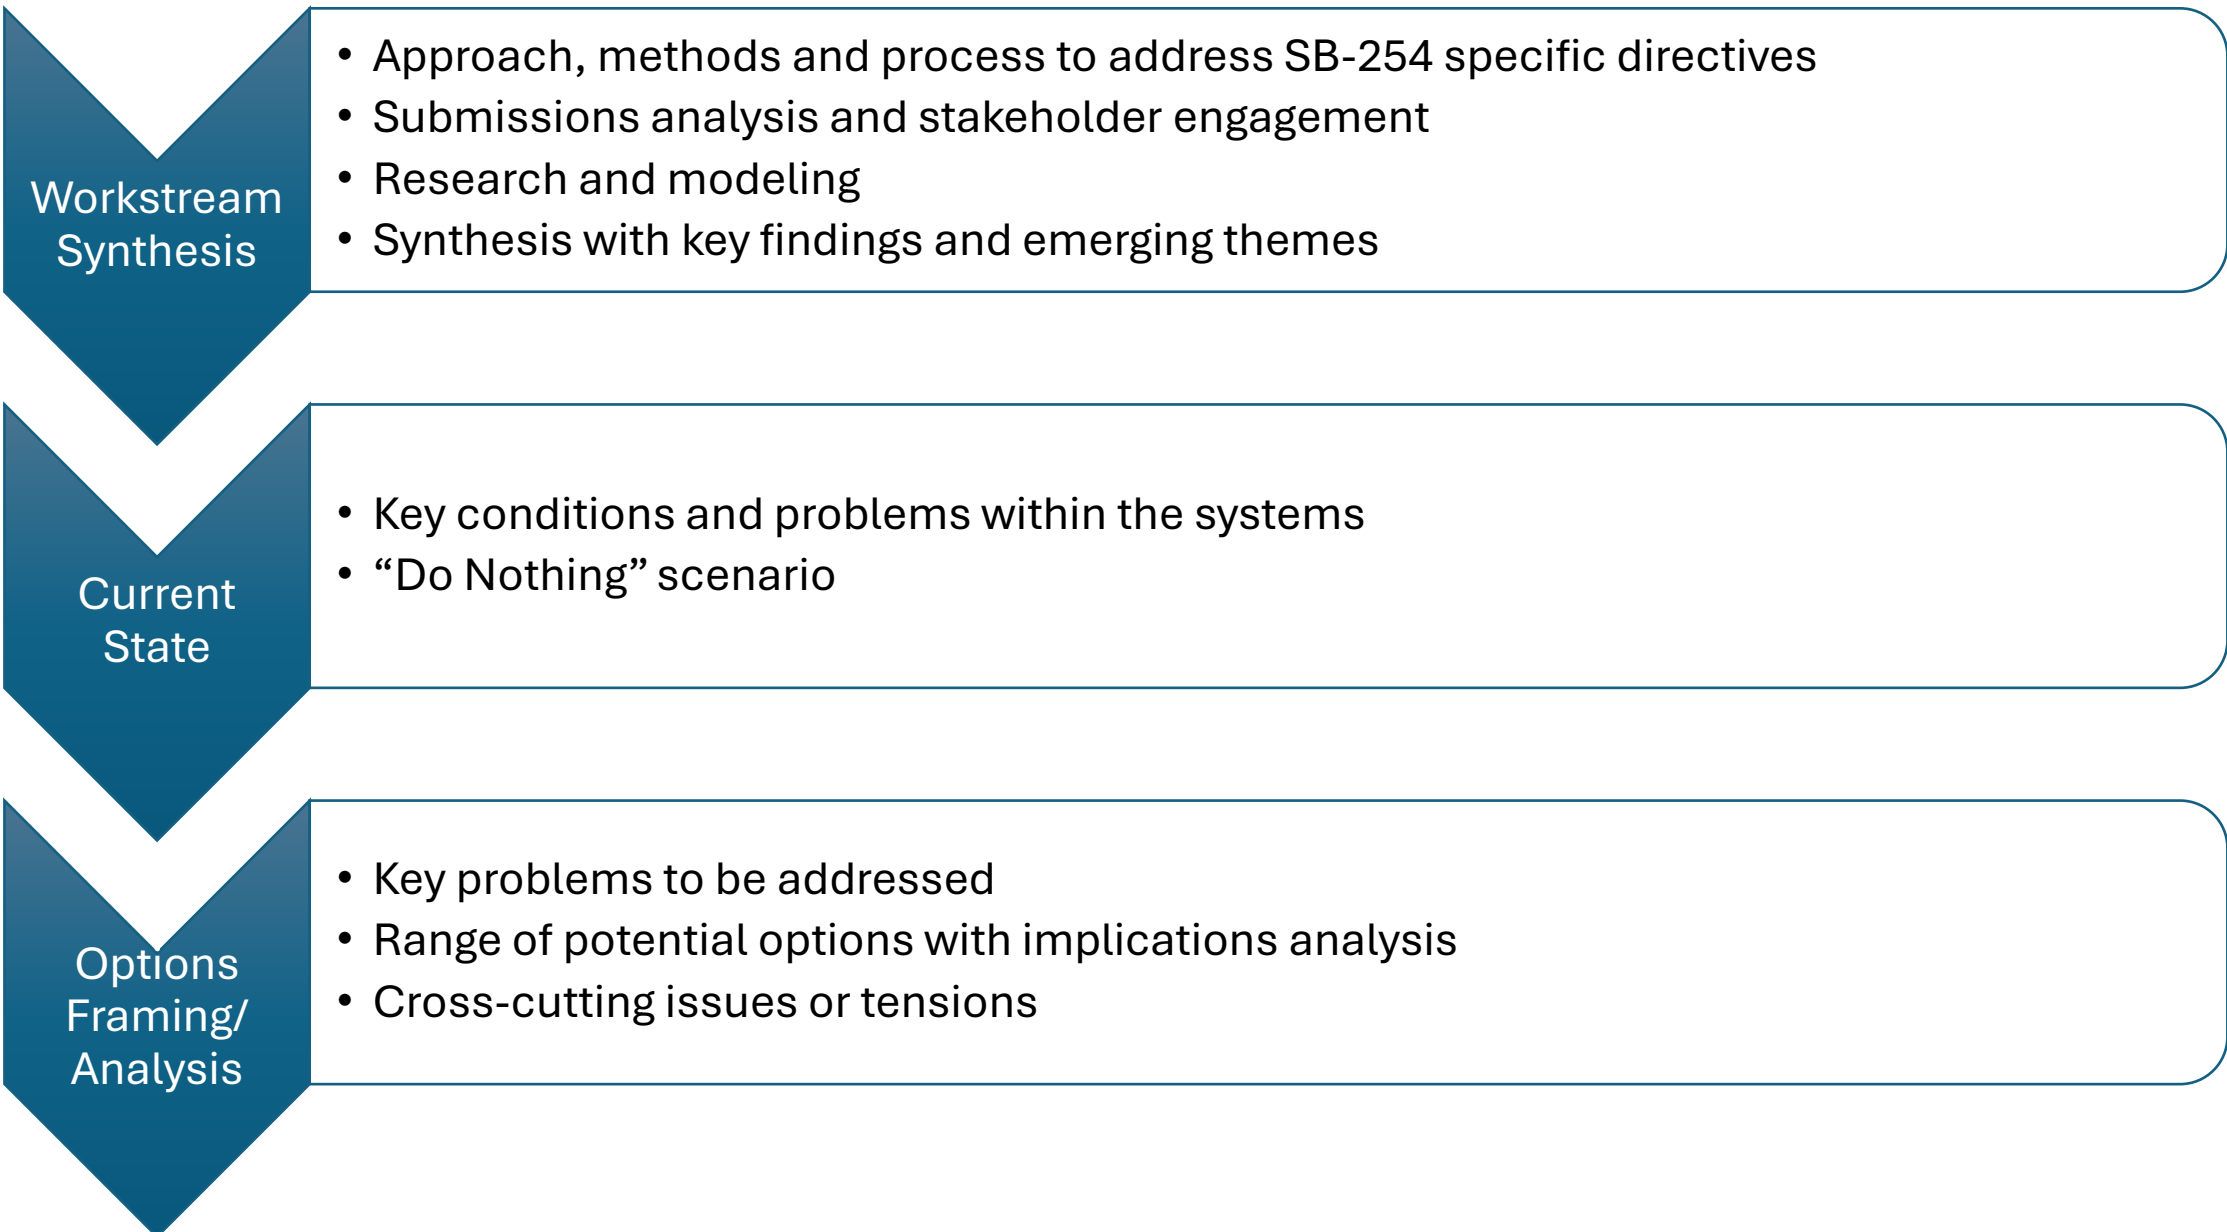 Workstream
Synthesis
• Approach, methods and process to address SB-254 specific directives
• Submissions analysis and stakeholder engagement
• Research and modeling
• Synthesis with key findings and emerging themes
Current
State
• Key conditions and problems within the systems
• “Do Nothing” scenario
Options
Framing/
Analysis
• Key problems to be addressed
• Range of potential options with implications analysis
• Cross-cutting issues or tensions